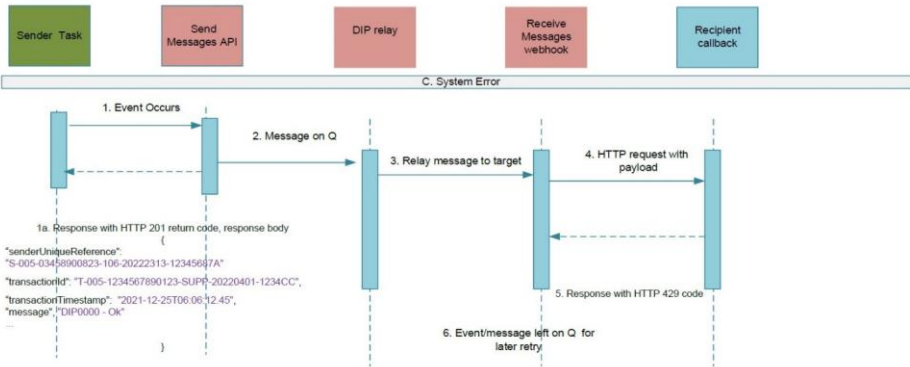 Sender Task
Send
Messages API
DIP relay
Receive
Messages
webhook
Recipient
callback
C. System Error
1. Event Occurs
2. Message on Q
3. Relay message to target
4. HTTP request with
payload
1a. Response with HTTP 201 return code, response body
{
"senderUniqueReference":
"S-005-03458900823-106-20222313-12345687A"
"transactionId": "T-005-1234567890123-SUPP-20220401-1234CC",
"transactionTimestamp": "2021-12-25T06:06:12.45",
"message", "DIP0000 - Ok"
...
}
5. Response with HTTP 429 code
6. Event/message left on Q for
later retry